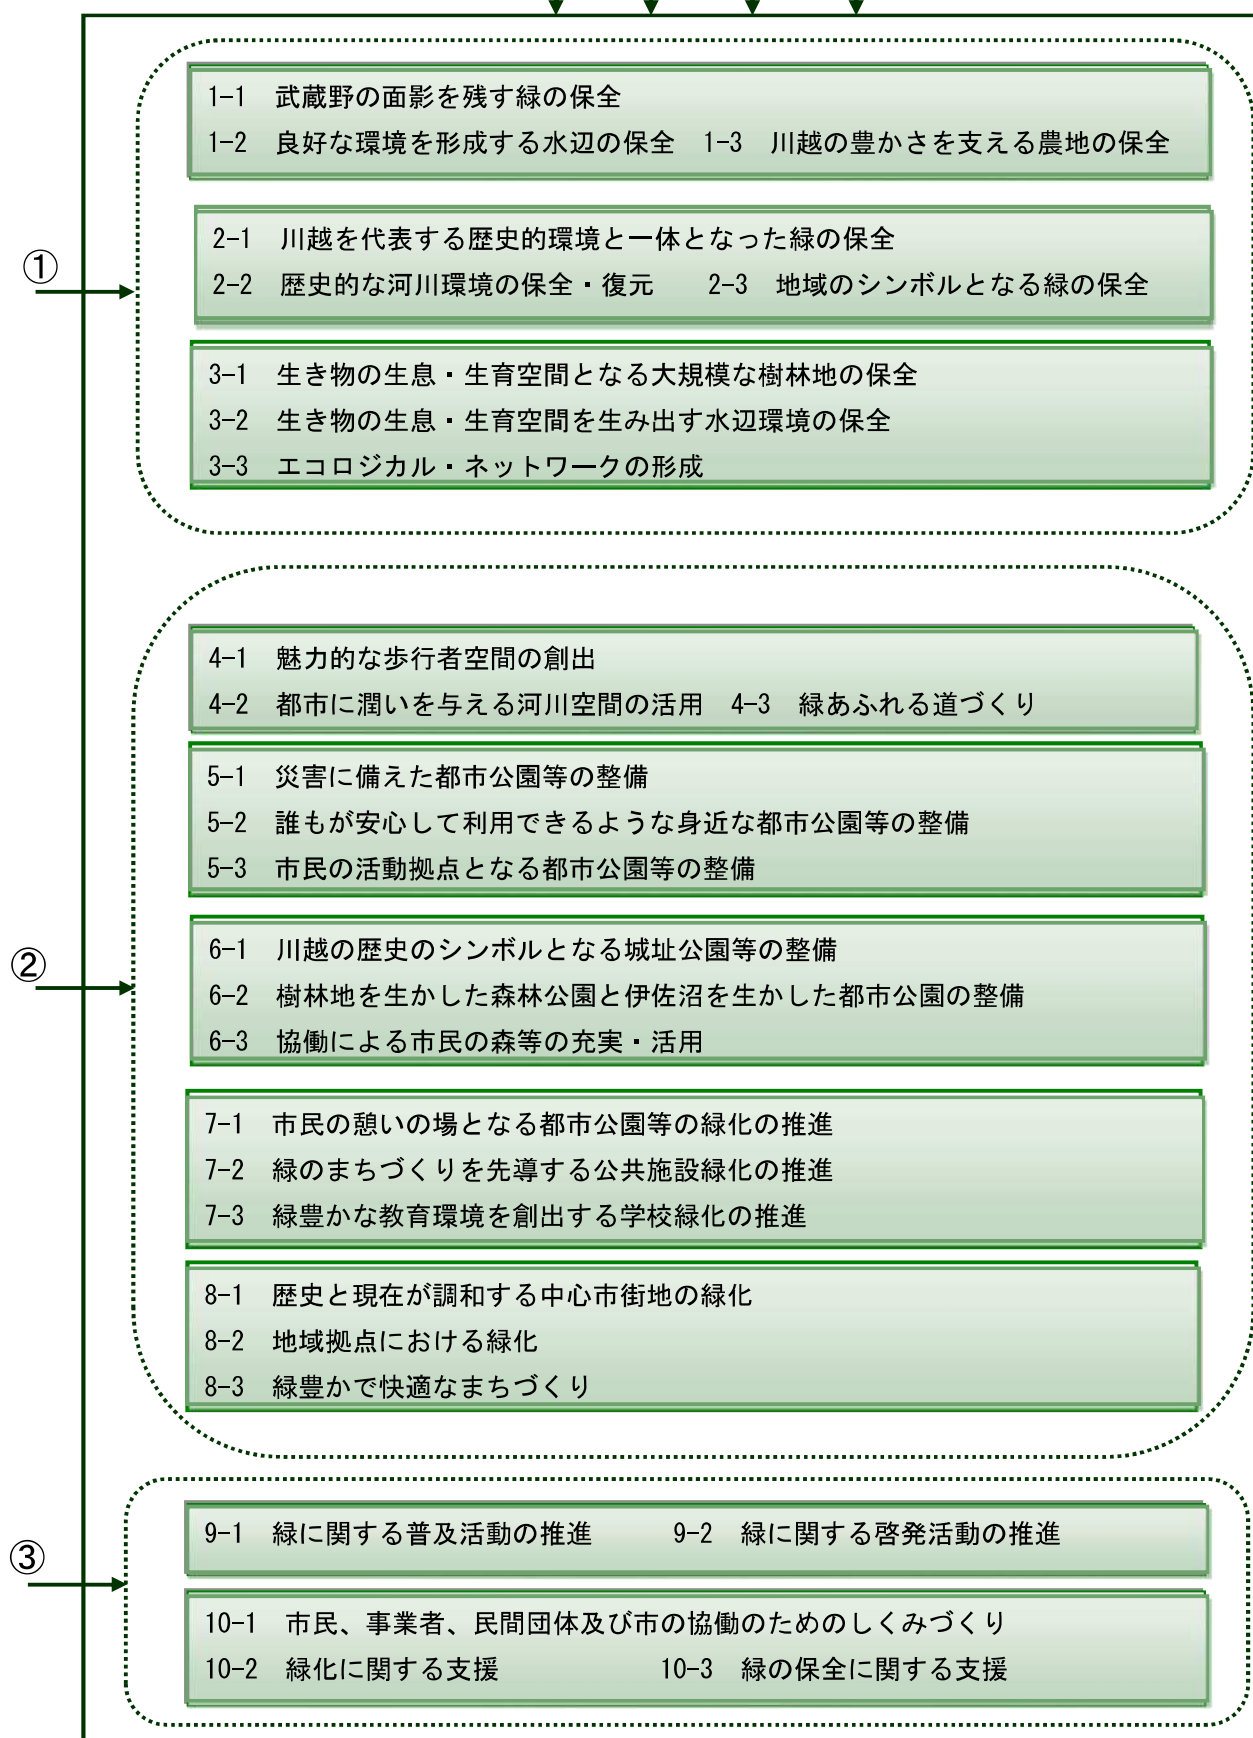 1-1 武蔵野の面影を残す緑の保全
1-2 良好な環境を形成する水辺の保全 1-3 川越の豊かさを支える農地の保全
①
2-1 川越を代表する歴史的環境と一体となった緑の保全
2-2 歴史的な河川環境の保全・復元 2-3 地域のシンボルとなる緑の保全
3-1 生き物の生息・生育空間となる大規模な樹林地の保全
3-2 生き物の生息・生育空間を生み出す水辺環境の保全
3-3 エコロジカル・ネットワークの形成
4-1 魅力的な歩行者空間の創出
4-2 都市に潤いを与える河川空間の活用 4-3 緑あふれる道づくり
5-1 災害に備えた都市公園等の整備
5-2 誰もが安心して利用できるような身近な都市公園等の整備
5-3 市民の活動拠点となる都市公園等の整備
②
6-1 川越の歴史のシンボルとなる城址公園等の整備
6-2 樹林地を生かした森林公園と伊佐沼を生かした都市公園の整備
6-3 協働による市民の森等の充実・活用
7-1 市民の憩いの場となる都市公園等の緑化の推進
7-2 緑のまちづくりを先導する公共施設緑化の推進
7-3 緑豊かな教育環境を創出する学校緑化の推進
8-1 歴史と現在が調和する中心市街地の緑化
8-2 地域拠点における緑化
8-3 緑豊かで快適なまちづくり
③
9-1 緑に関する普及活動の推進 9-2 緑に関する啓発活動の推進
10-1 市民、事業者、民間団体及び市の協働のためのしくみづくり
10-2 緑化に関する支援 10-3 緑の保全に関する支援